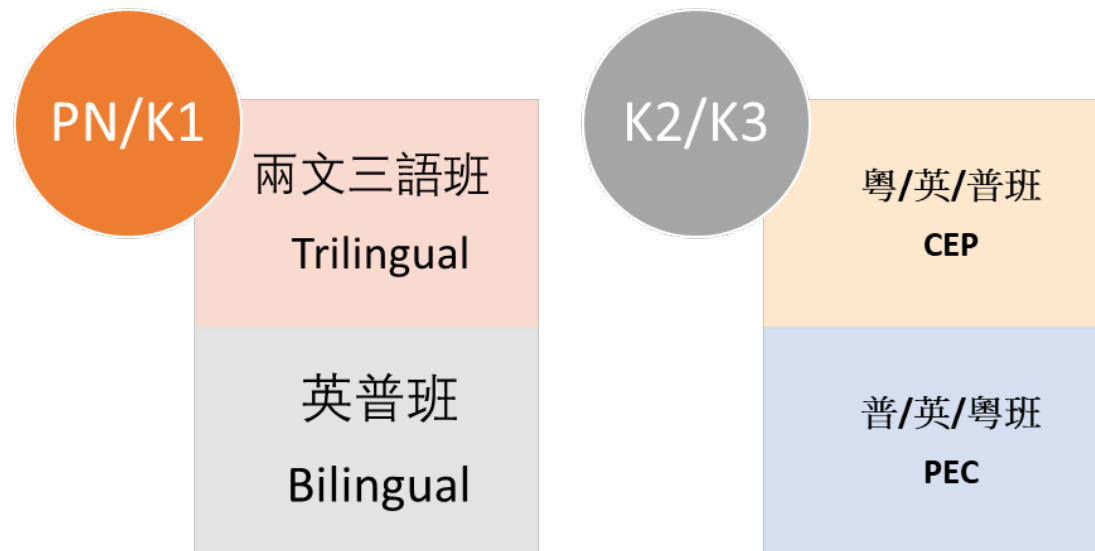 PN/K1
兩文三語班
Trilingual
英普班
Bilingual
K2/K3
粵/英/普班
CEP
普/英/粵班
PEC